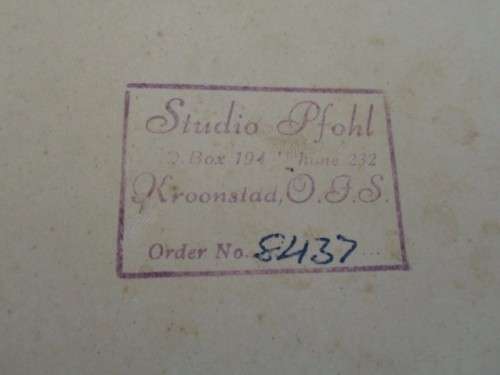 Studio Pfohl
Box 194 Phone 232
Kroonstad, O.F.S.
Order No. 8437